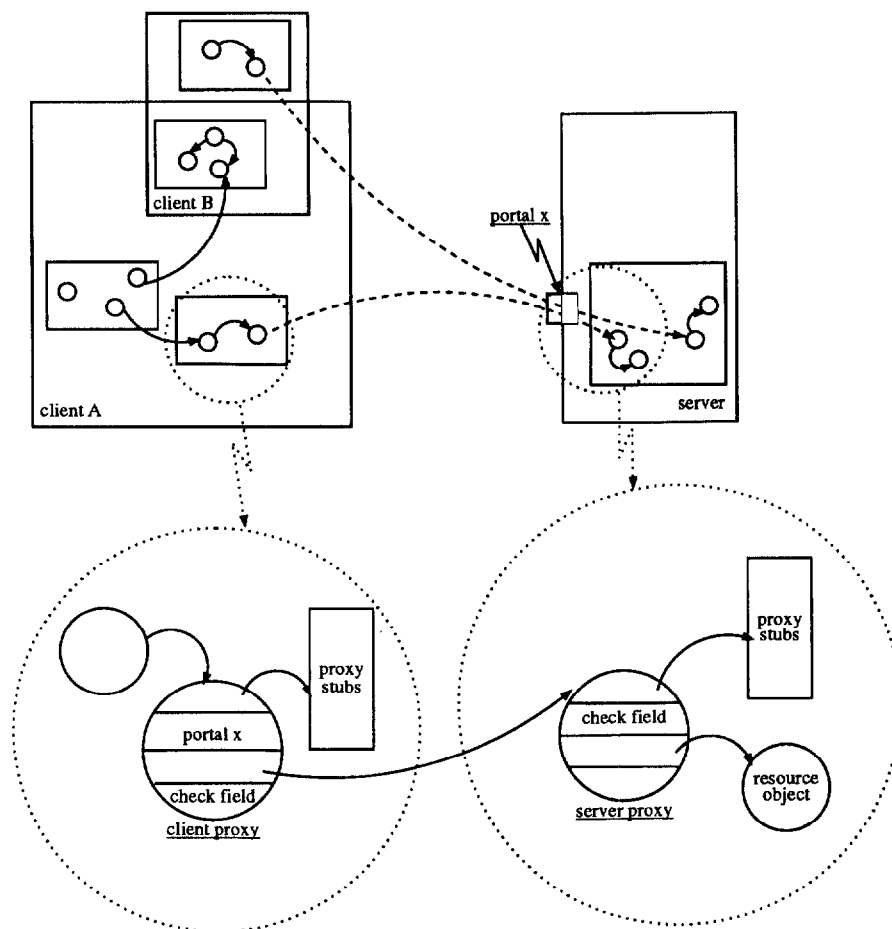 client B
portal x
client A
server
proxy
stubs
portal x
check field
client proxy
proxy
stubs
check field
server proxy
resource
object